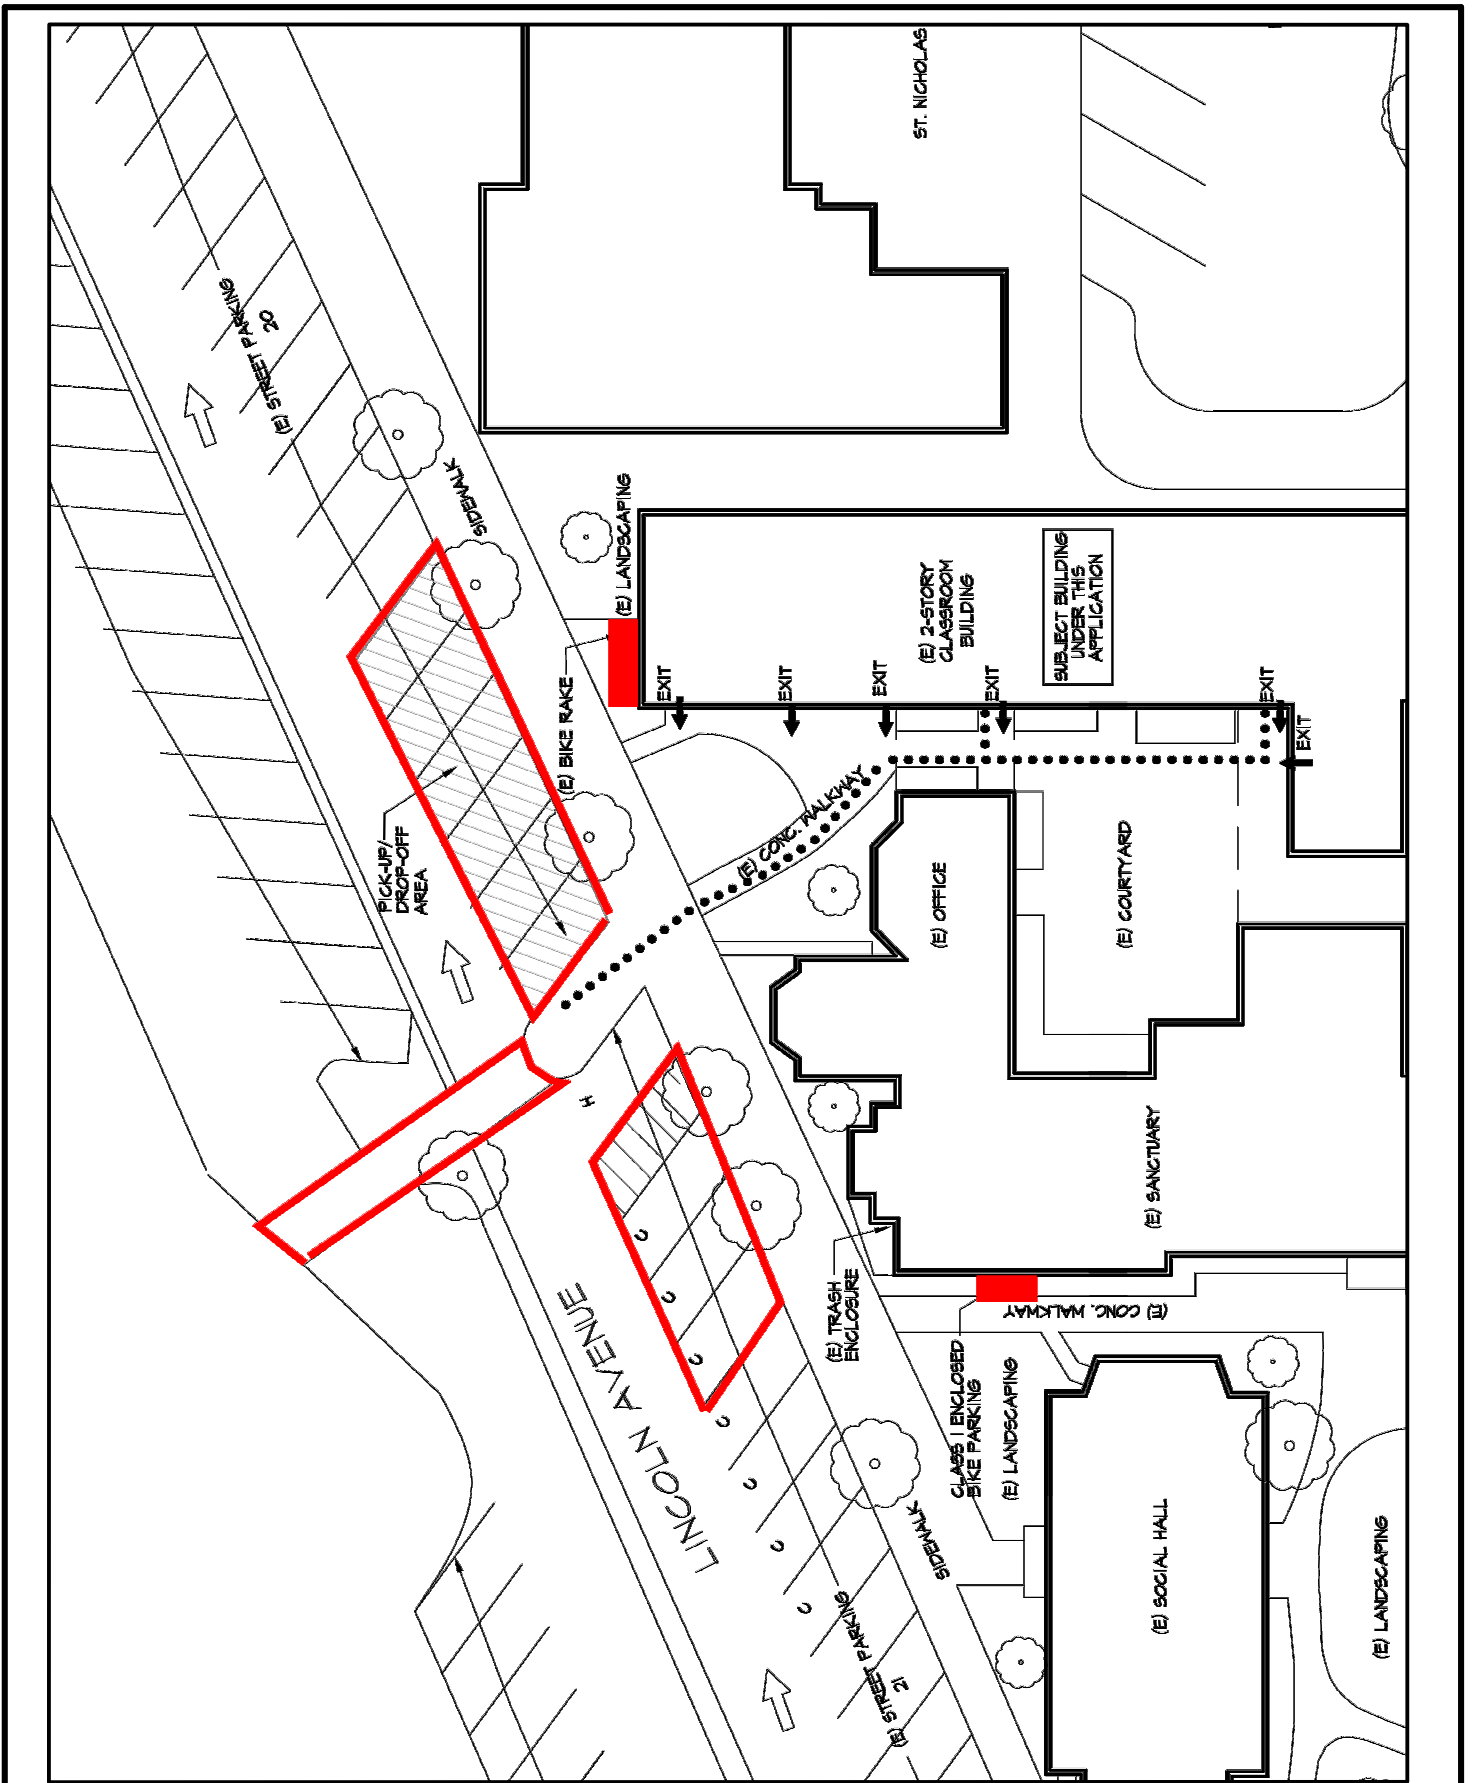 ST. NICHOLAS
(E) STREET PARKING
20
SIDEWALK
(E) LANDSCAPING
(E) 2-STORY
CLASSROOM
BUILDING
SUBJECT BUILDING
UNDER THIS
APPLICATION
EXIT
EXIT
EXIT
EXIT
EXIT
EXIT
(E) BIKE RAKE
PICK-UP/
DROP-OFF
AREA
(E) CONC. WALKWAY
(E) OFFICE
(E) COURTYARD
H
(E) SANCTUARY
C
C
C
C
C
C
C
LINCOLN AVENUE
(E) TRASH
ENCLOSURE
(E) CONC. WALKWAY
CLASS I ENCLOSED
BIKE PARKING
(E) LANDSCAPING
SIDEWALK
(E) STREET PARKING
21
(E) SOCIAL HALL
(E) LANDSCAPING